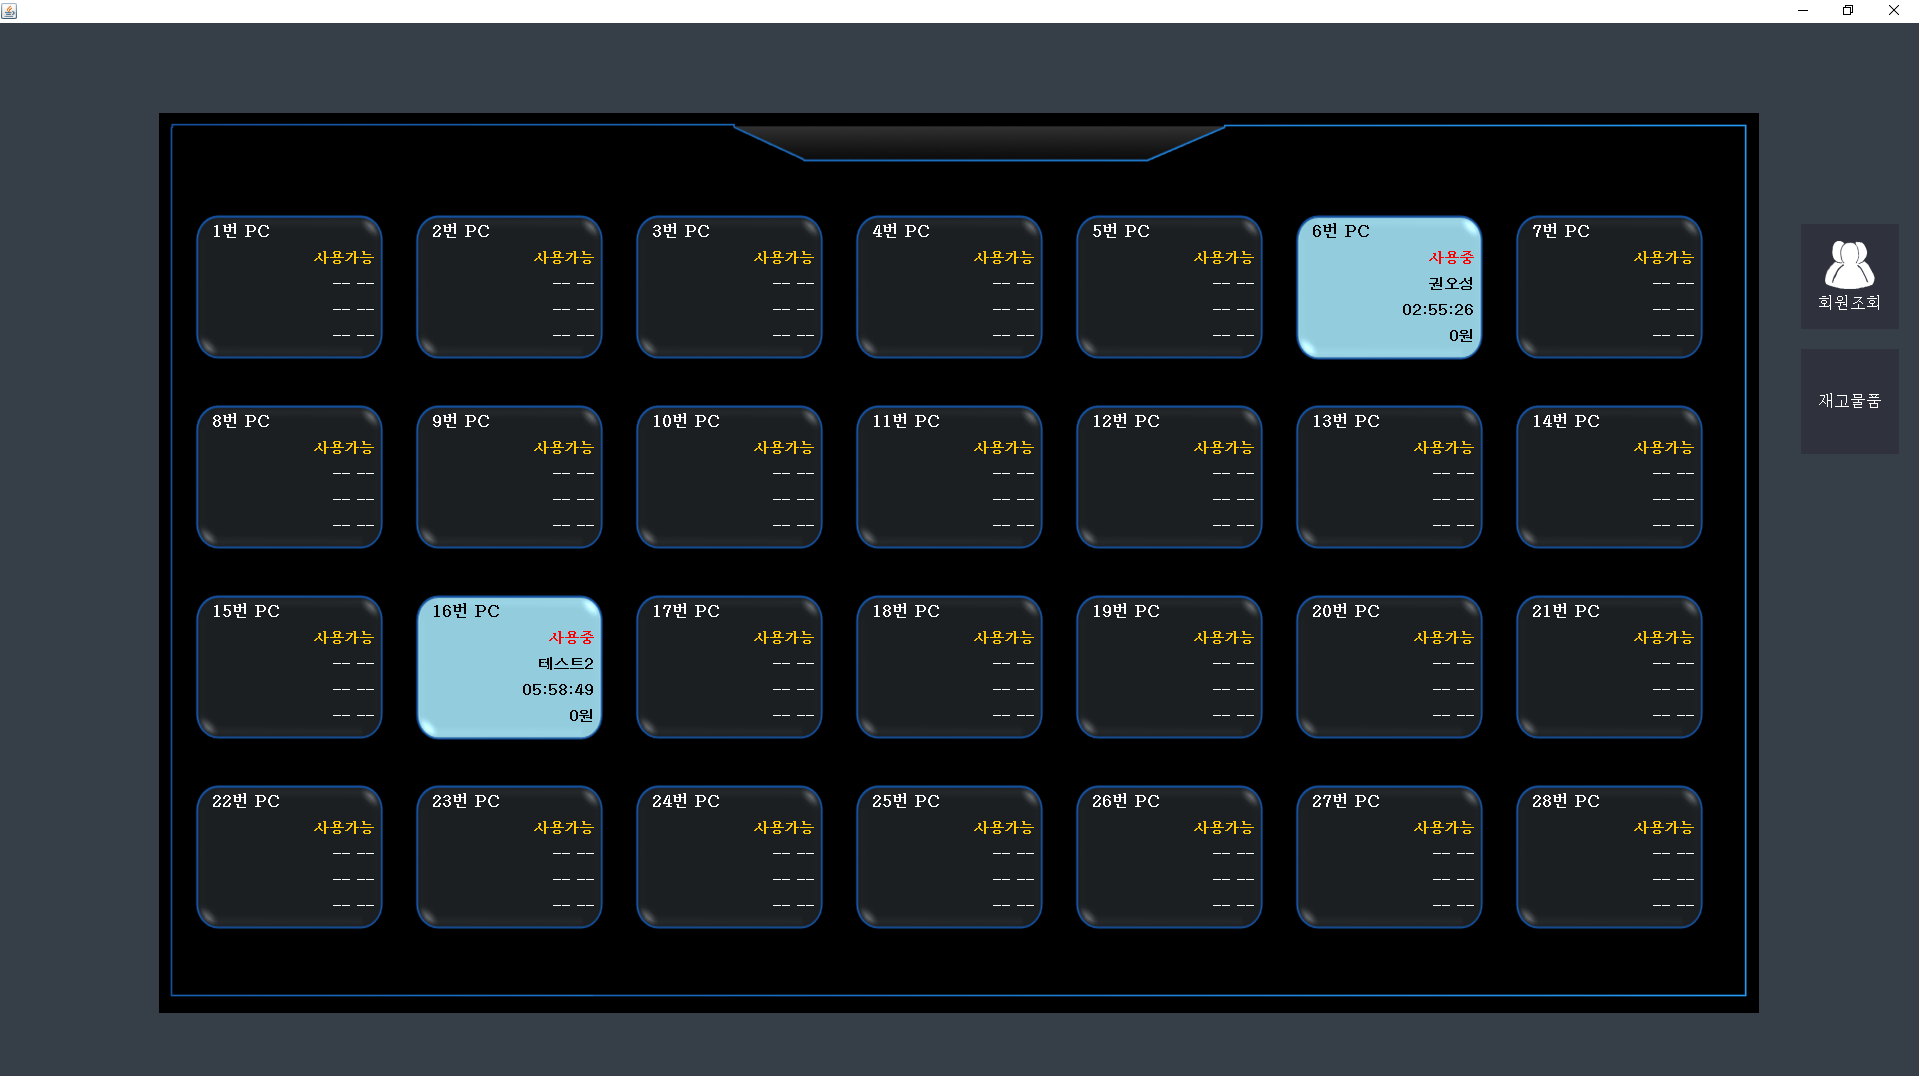 1번 PC
사용가능
-- --
-- --
-- --
2번 PC
사용가능
-- --
-- --
-- --
3번 PC
사용가능
-- --
-- --
-- --
4번 PC
사용가능
-- --
-- --
-- --
5번 PC
사용가능
-- --
-- --
-- --
6번 PC
사용중
권오성
02:55:26
0원
7번 PC
사용가능
-- --
-- --
-- --
8번 PC
사용가능
-- --
-- --
-- --
9번 PC
사용가능
-- --
-- --
-- --
10번 PC
사용가능
-- --
-- --
-- --
11번 PC
사용가능
-- --
-- --
-- --
12번 PC
사용가능
-- --
-- --
-- --
13번 PC
사용가능
-- --
-- --
-- --
14번 PC
사용가능
-- --
-- --
-- --
15번 PC
사용가능
-- --
-- --
-- --
16번 PC
사용중
테스트2
05:58:49
0원
17번 PC
사용가능
-- --
-- --
-- --
18번 PC
사용가능
-- --
-- --
-- --
19번 PC
사용가능
-- --
-- --
-- --
20번 PC
사용가능
-- --
-- --
-- --
21번 PC
사용가능
-- --
-- --
-- --
22번 PC
사용가능
-- --
-- --
-- --
23번 PC
사용가능
-- --
-- --
-- --
24번 PC
사용가능
-- --
-- --
-- --
25번 PC
사용가능
-- --
-- --
-- --
26번 PC
사용가능
-- --
-- --
-- --
27번 PC
사용가능
-- --
-- --
-- --
28번 PC
사용가능
-- --
-- --
-- --
회원조회
재고물품